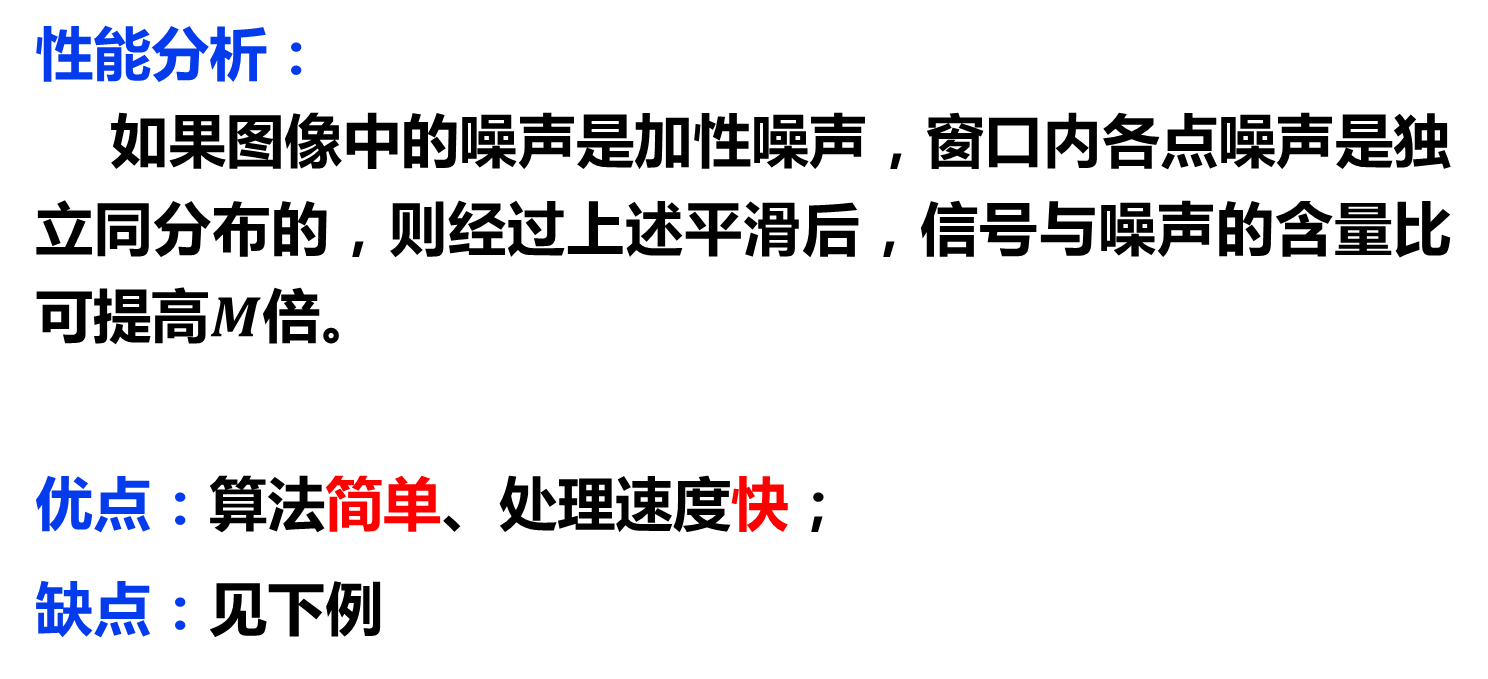 性能分析：
如果图像中的噪声是加性噪声，窗口内各点噪声是独
立同分布的，则经过上述平滑后，信号与噪声的含量比
可提高M倍。
优点：算法简单、处理速度快；
缺点：见下例